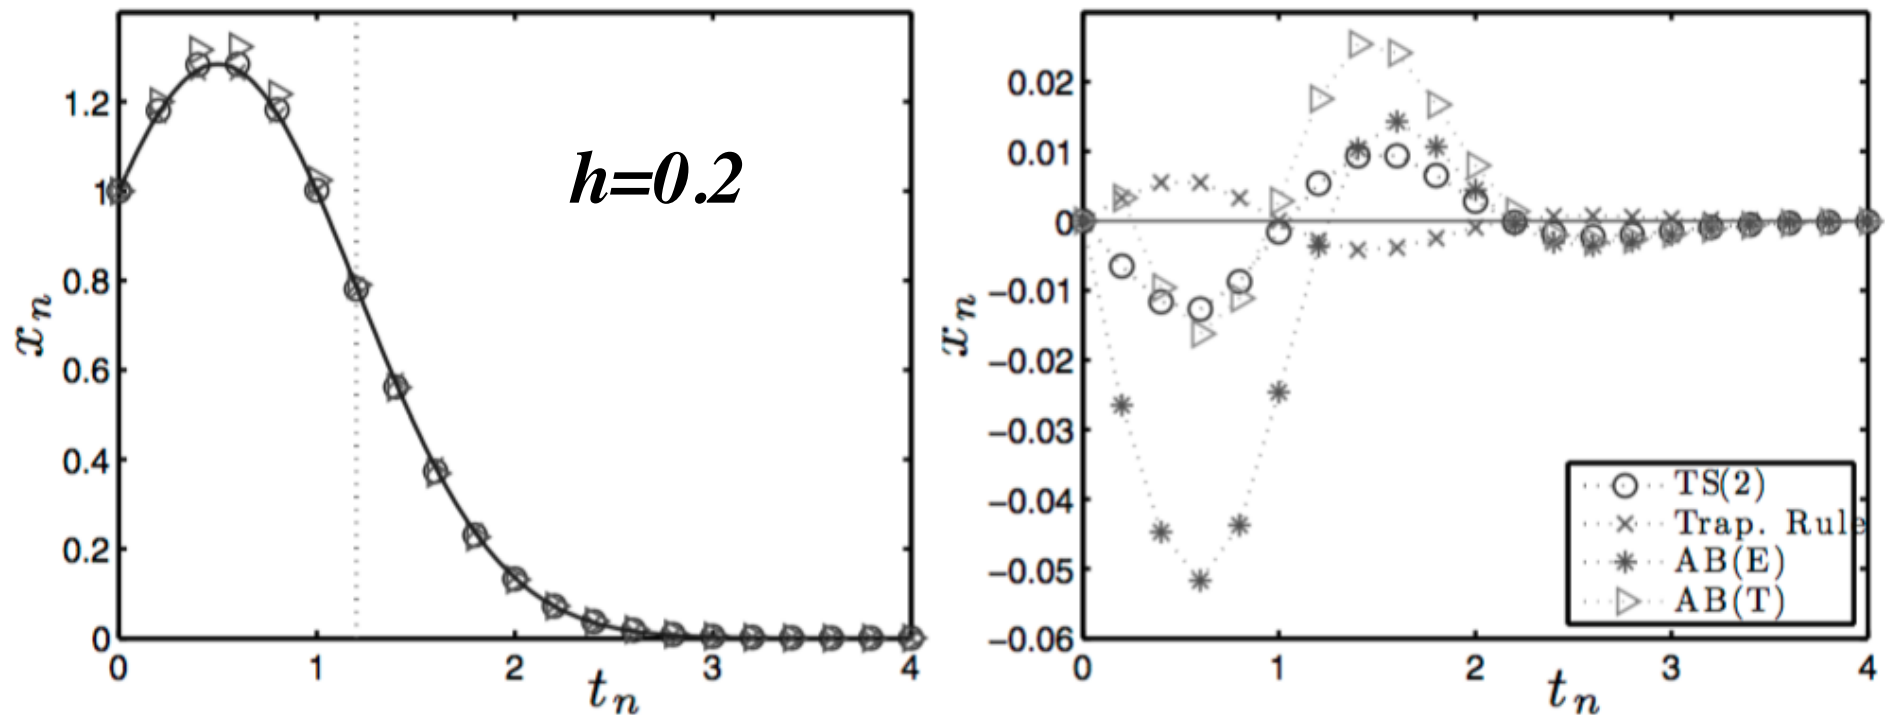 1.2
1
0.8
0.6
0.4
0.2
0
x_n
h=0.2
0 1 2 3 4
t_n
0.02
0.01
0
−0.01
−0.02
−0.03
−0.04
−0.05
−0.06
x_n
TS(2)
Trap. Rule
AB(E)
AB(T)
0 1 2 3 4
t_n